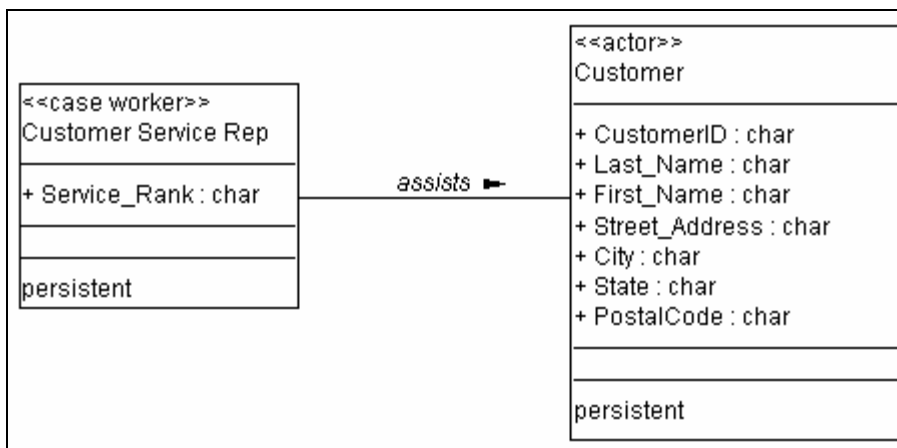 <<case worker>>
Customer Service Rep
+ Service_Rank : char
persistent
assists
<<actor>>
Customer
+ CustomerID : char
+ Last_Name : char
+ First_Name : char
+ Street_Address : char
+ City : char
+ State : char
+ PostalCode : char
persistent